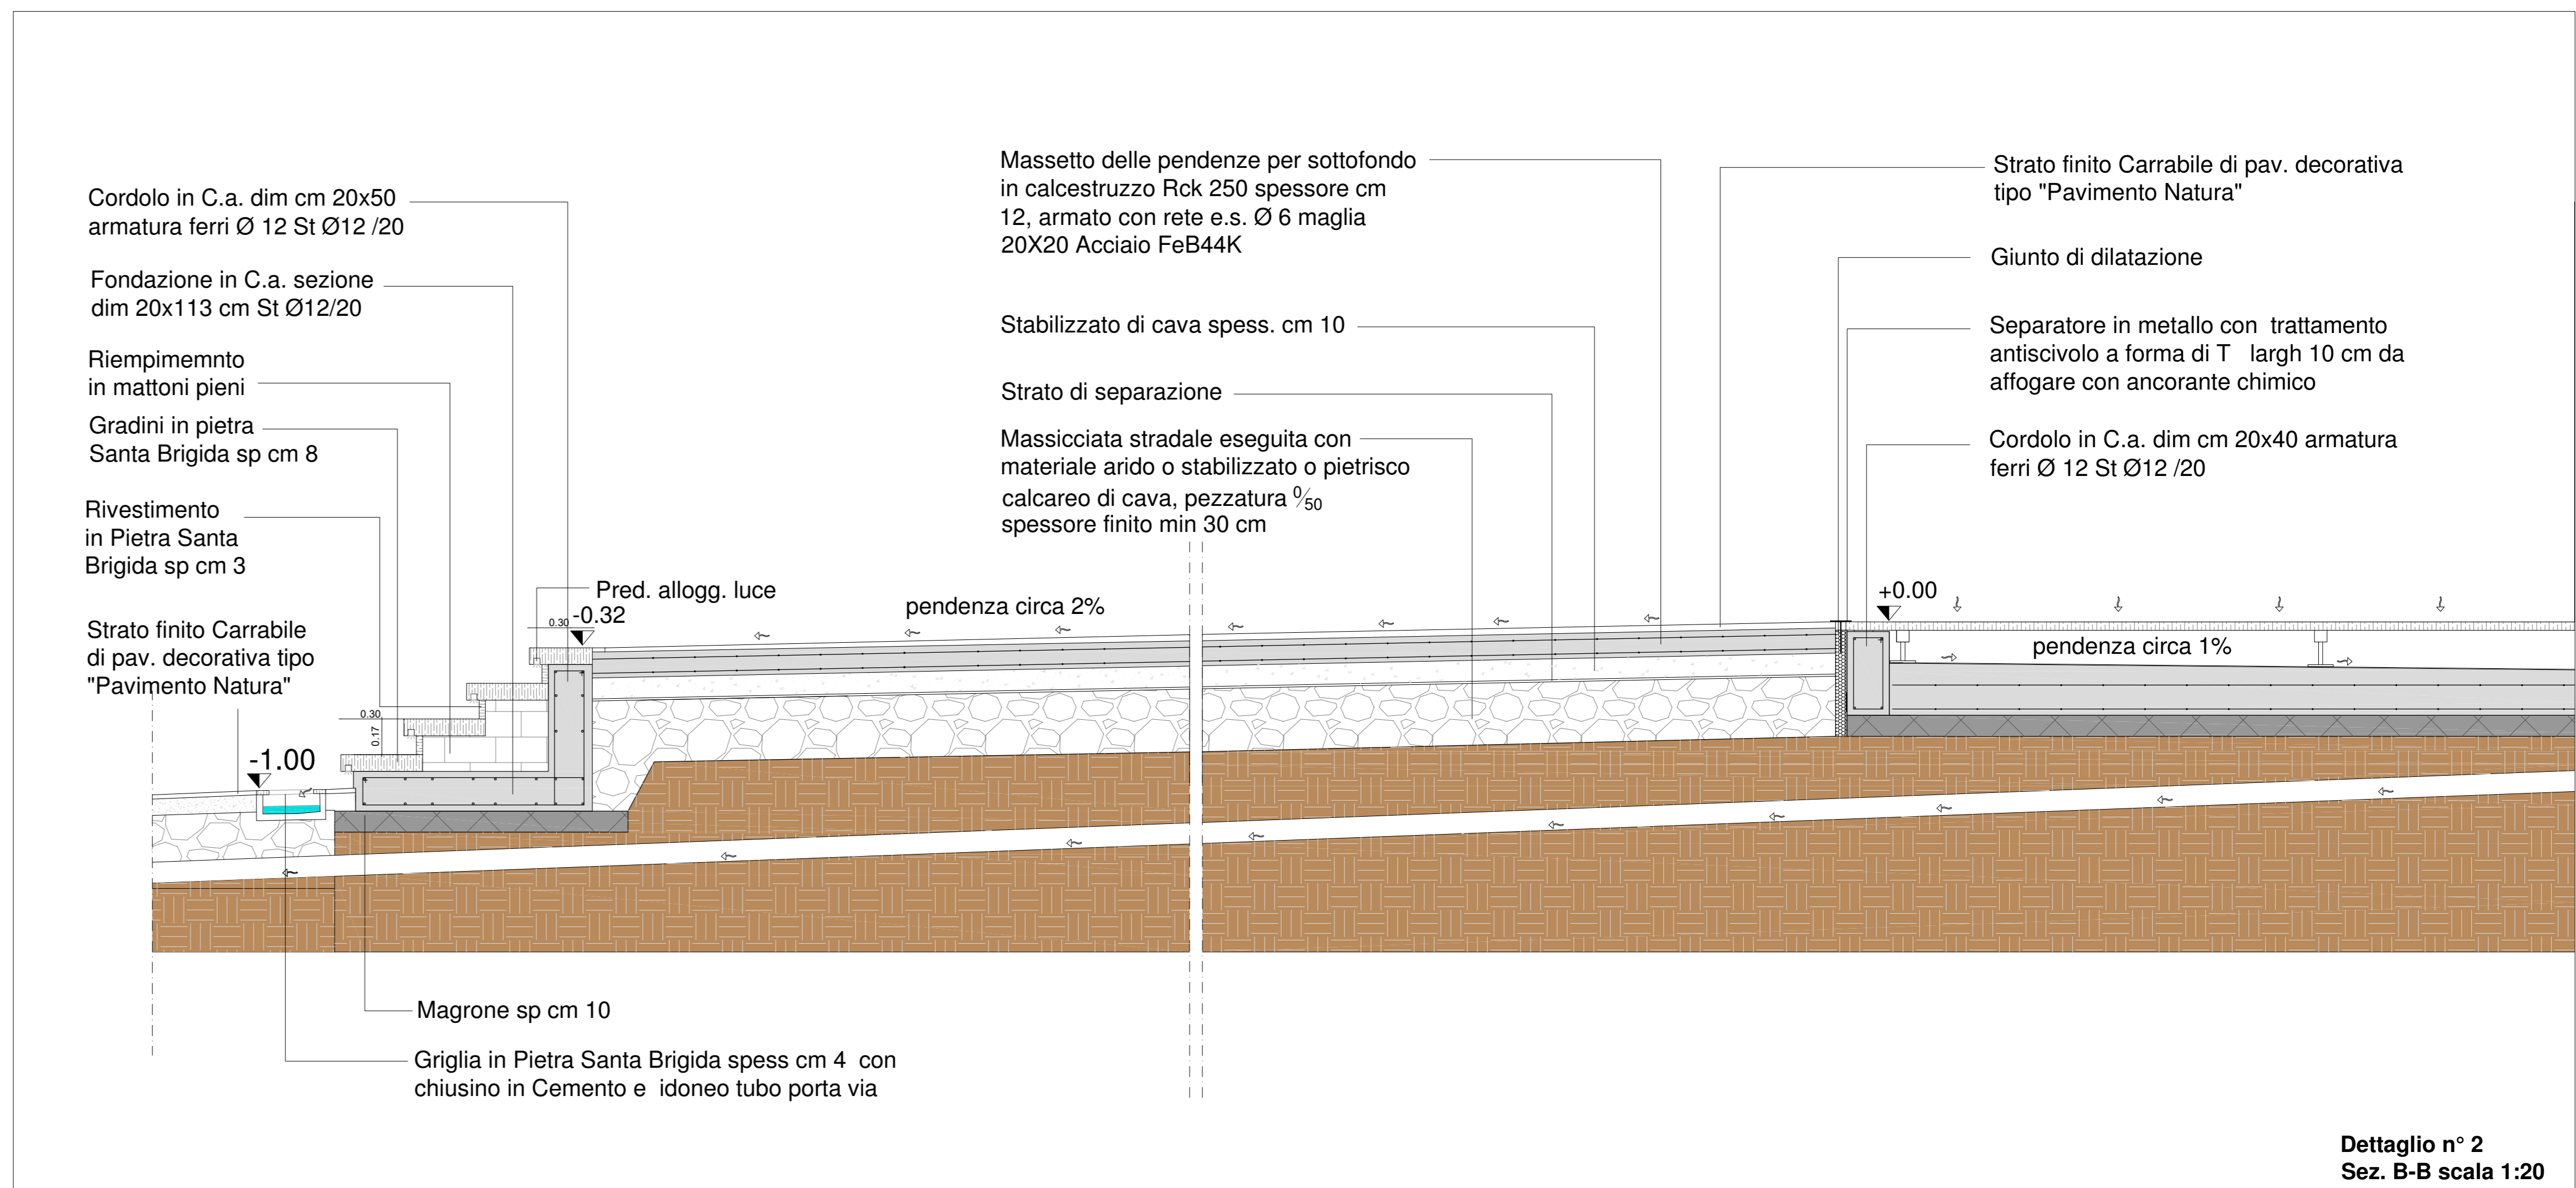 Cordolo in C.a. dim cm 20x50
armatura ferri Ø 12 St Ø12 /20
Fondazione in C.a. sezione
dim 20x113 cm St Ø12/20
Riempimemnto
in mattoni pieni
Gradini in pietra
Santa Brigida sp cm 8
Rivestimento
in Pietra Santa
Brigida sp cm 3
Strato finito Carrabile
di pav. decorativa tipo
"Pavimento Natura"
-1.00
0.30
0.17
Pred. allogg. luce
0.30
-0.32
pendenza circa 2%
Massetto delle pendenze per sottofondo
in calcestruzzo Rck 250 spessore cm
12, armato con rete e.s. Ø 6 maglia
20X20 Acciaio FeB44K
Stabilizzato di cava spess. cm 10
Strato di separazione
Massicciata stradale eseguita con
materiale arido o stabilizzato o pietrisco
calcareo di cava, pezzatura 0/50
spessore finito min 30 cm
Strato finito Carrabile di pav. decorativa
tipo "Pavimento Natura"
Giunto di dilatazione
Separatore in metallo con trattamento
antiscivolo a forma di T largh 10 cm da
affogare con ancorante chimico
Cordolo in C.a. dim cm 20x40 armatura
ferri Ø 12 St Ø12 /20
+0.00
pendenza circa 1%
Magrone sp cm 10
Griglia in Pietra Santa Brigida spess cm 4 con
chiusino in Cemento e idoneo tubo porta via
Dettaglio n° 2
Sez. B-B scala 1:20